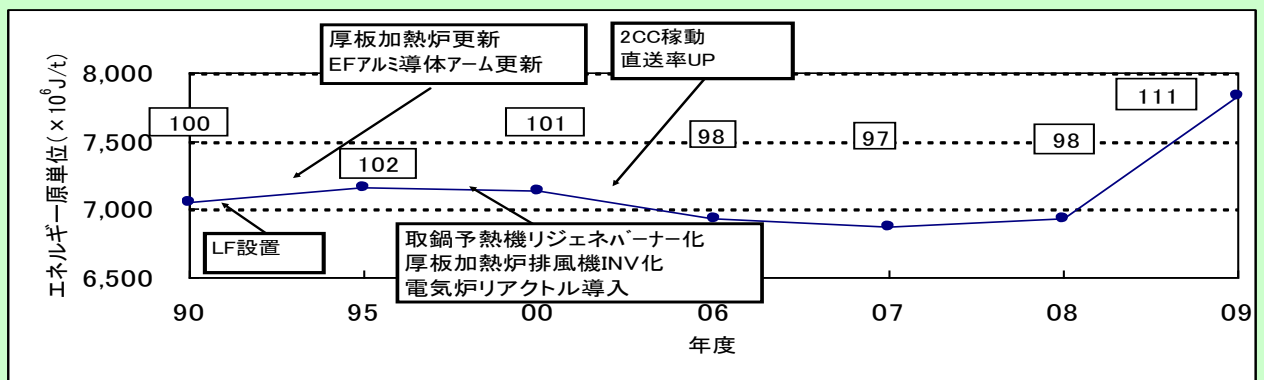 厚板加熱炉更新
EFアルミ導体アーム更新
2CC稼動
直送率UP
エネルギー原単位(×10⁶J/t)
8,000
7,500
7,000
6,500
100
102
101
98
97
98
111
LF設置
取鍋予熱機リジェネバーナー化
厚板加熱炉排風機INV化
電気炉リアクトル導入
90
95
00
06
07
08
09
年度